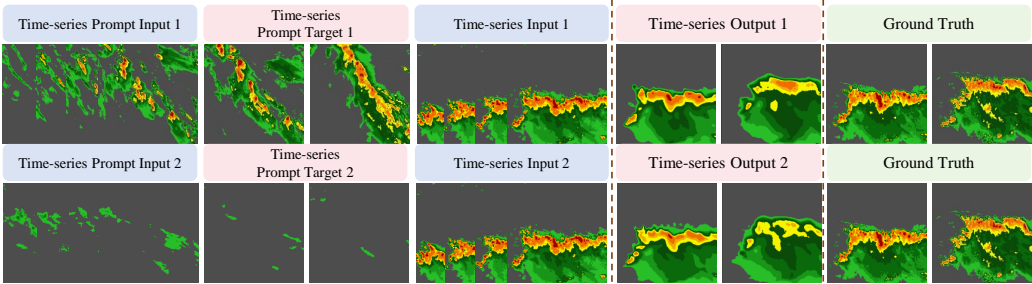 Time-series Prompt Input 1
Time-series
Prompt Target 1
Time-series Input 1
Time-series Output 1
Ground Truth
Time-series Prompt Input 2
Time-series
Prompt Target 2
Time-series Input 2
Time-series Output 2
Ground Truth